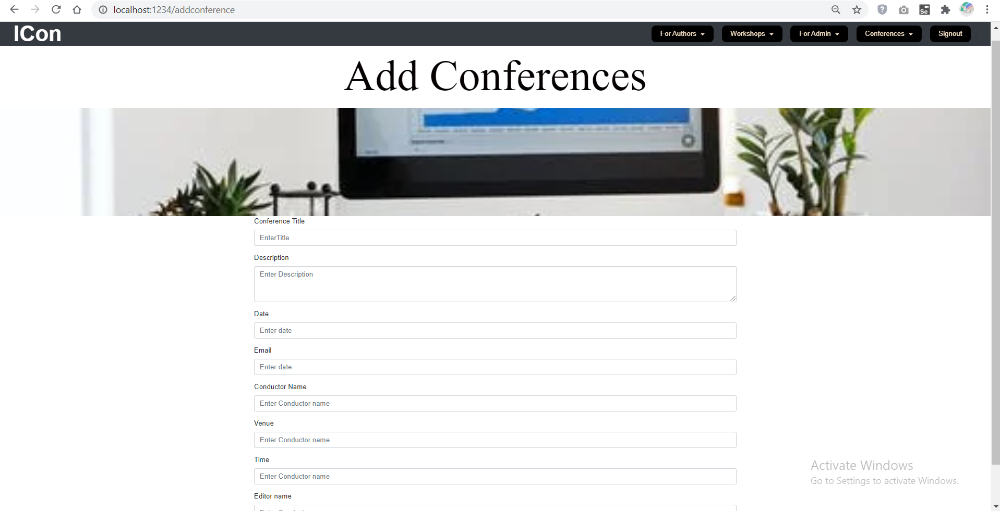 localhost:1234/addconference
ICon
For Authors
Workshops
For Admin
Conferences
Signout
Add Conferences
Conference Title
EnterTitle
Description
Enter Description
Date
Enter date
Email
Enter date
Conductor Name
Enter Conductor name
Venue
Enter Conductor name
Time
Enter Conductor name
Editor name
Activate Windows
Go to Settings to activate Windows.